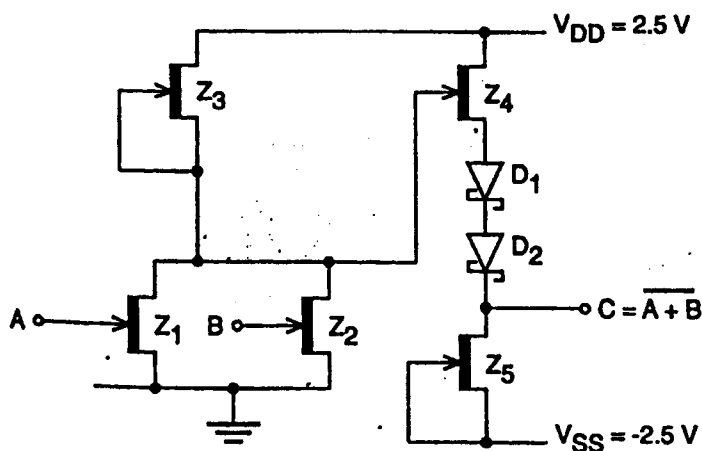 V_DD = 2.5 V
Z_3
Z_4
D_1
D_2
A
Z_1
B
Z_2
C = \overline{A + B}
Z_5
V_SS = -2.5 V